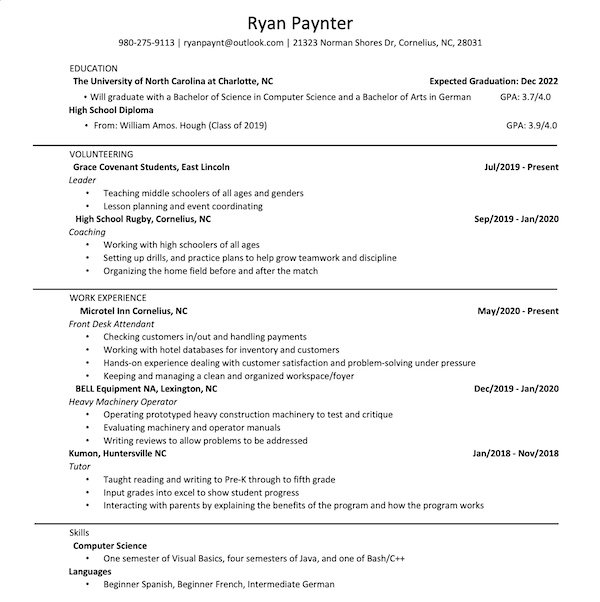 Ryan Paynter
980-275-9113 | ryanpaynt@outlook.com | 21323 Norman Shores Dr, Cornelius, NC, 28031
EDUCATION
The University of North Carolina at Charlotte, NC Expected Graduation: Dec 2022
• Will graduate with a Bachelor of Science in Computer Science and a Bachelor of Arts in German GPA: 3.7/4.0
High School Diploma
• From: William Amos. Hough (Class of 2019) GPA: 3.9/4.0
VOLUNTEERING
Grace Covenant Students, East Lincoln Jul/2019 - Present
Leader
• Teaching middle schoolers of all ages and genders
• Lesson planning and event coordinating
High School Rugby, Cornelius, NC Sep/2019 - Jan/2020
Coaching
• Working with high schoolers of all ages
• Setting up drills, and practice plans to help grow teamwork and discipline
• Organizing the home field before and after the match
WORK EXPERIENCE
Microtel Inn Cornelius, NC May/2020 - Present
Front Desk Attendant
• Checking customers in/out and handling payments
• Working with hotel databases for inventory and customers
• Hands-on experience dealing with customer satisfaction and problem-solving under pressure
• Keeping and managing a clean and organized workspace/foyer
BELL Equipment NA, Lexington, NC Dec/2019 - Jan/2020
Heavy Machinery Operator
• Operating prototyped heavy construction machinery to test and critique
• Evaluating machinery and operator manuals
• Writing reviews to allow problems to be addressed
Kumon, Huntersville NC Jan/2018 - Nov/2018
Tutor
• Taught reading and writing to Pre-K through to fifth grade
• Input grades into excel to show student progress
• Interacting with parents by explaining the benefits of the program and how the program works
Skills
Computer Science
• One semester of Visual Basics, four semesters of Java, and one of Bash/C++
Languages
• Beginner Spanish, Beginner French, Intermediate German